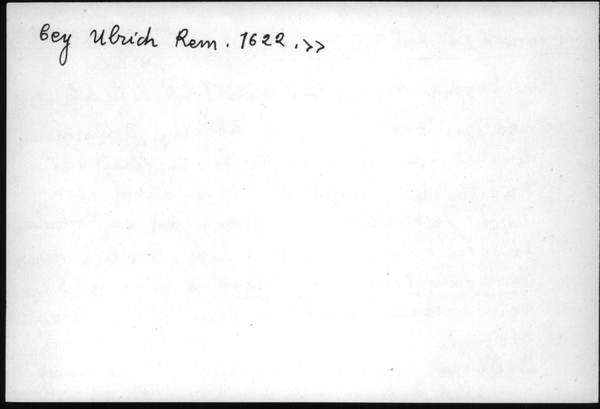 bey Ulrich Rem. 1622.>>